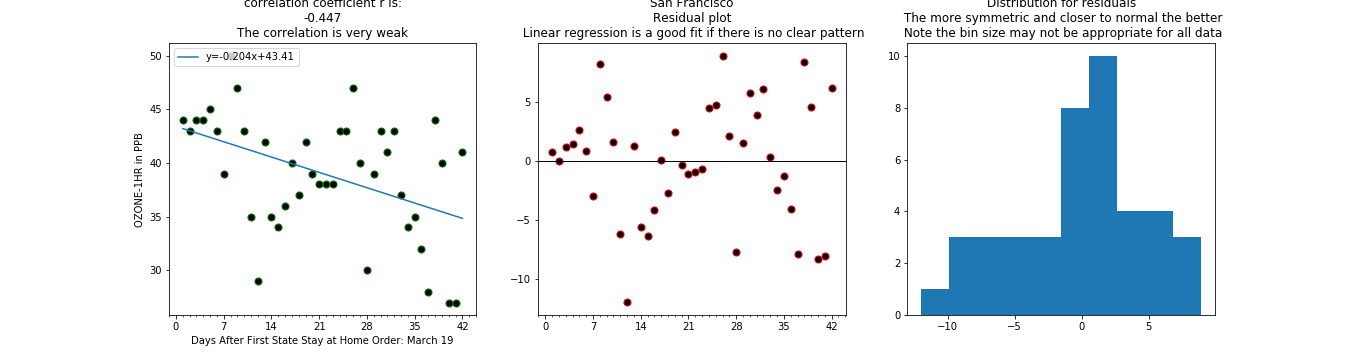 correlation coefficient r is:
-0.447
The correlation is very weak
y=-0.204x+43.41
50
45
40
35
30
OZONE-1HR in PPB
0 7 14 21 28 35 42
Days After First State Stay at Home Order: March 19
San Francisco
Residual plot
Linear regression is a good fit if there is no clear pattern
5
0
−5
−10
0 7 14 21 28 35 42
Distribution for residuals
The more symmetric and closer to normal the better
Note the bin size may not be appropriate for all data
10
8
6
4
2
0
−10 −5 0 5